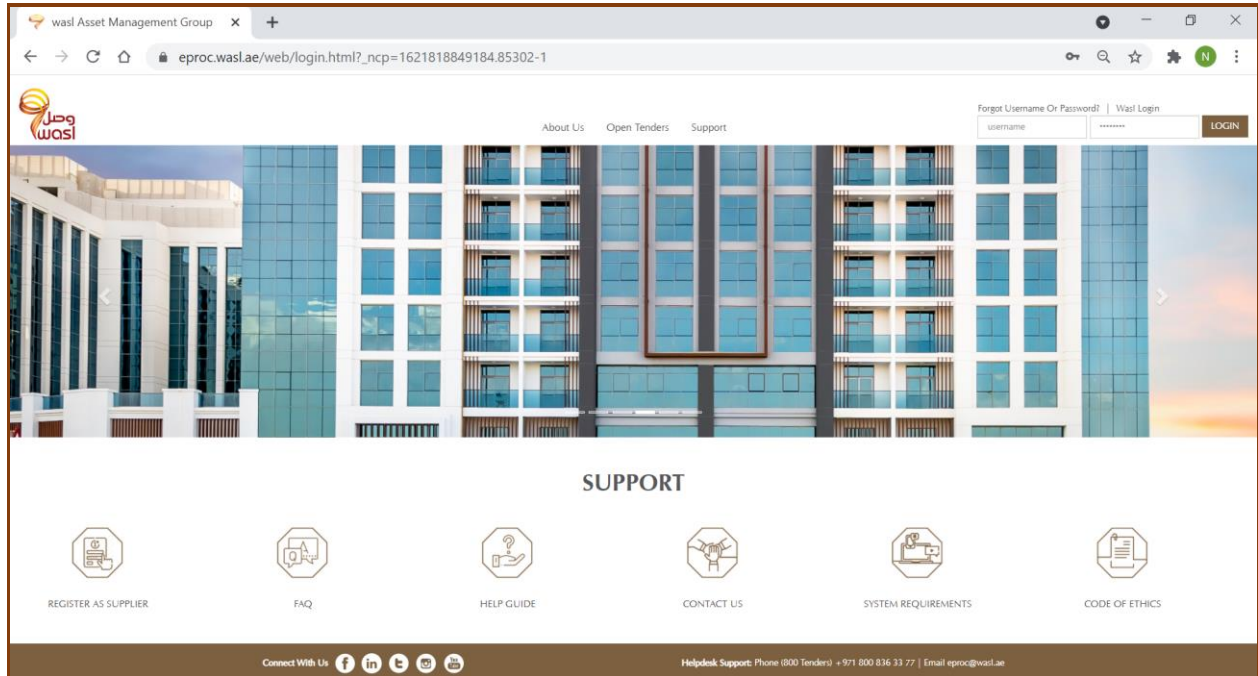 wasl Asset Management Group
eproc.wasl.ae/web/login.html?_ncp=1621818849184.85302-1
N
وصل
wasl
About Us Open Tenders Support
Forgot Username Or Password? | Wasl Login
username ........ LOGIN
SUPPORT
REGISTER AS SUPPLIER FAQ HELP GUIDE CONTACT US SYSTEM REQUIREMENTS CODE OF ETHICS
Connect With Us Helpdesk Support: Phone (800 Tenders) +971 800 836 33 77 | Email eproc@wasl.ae